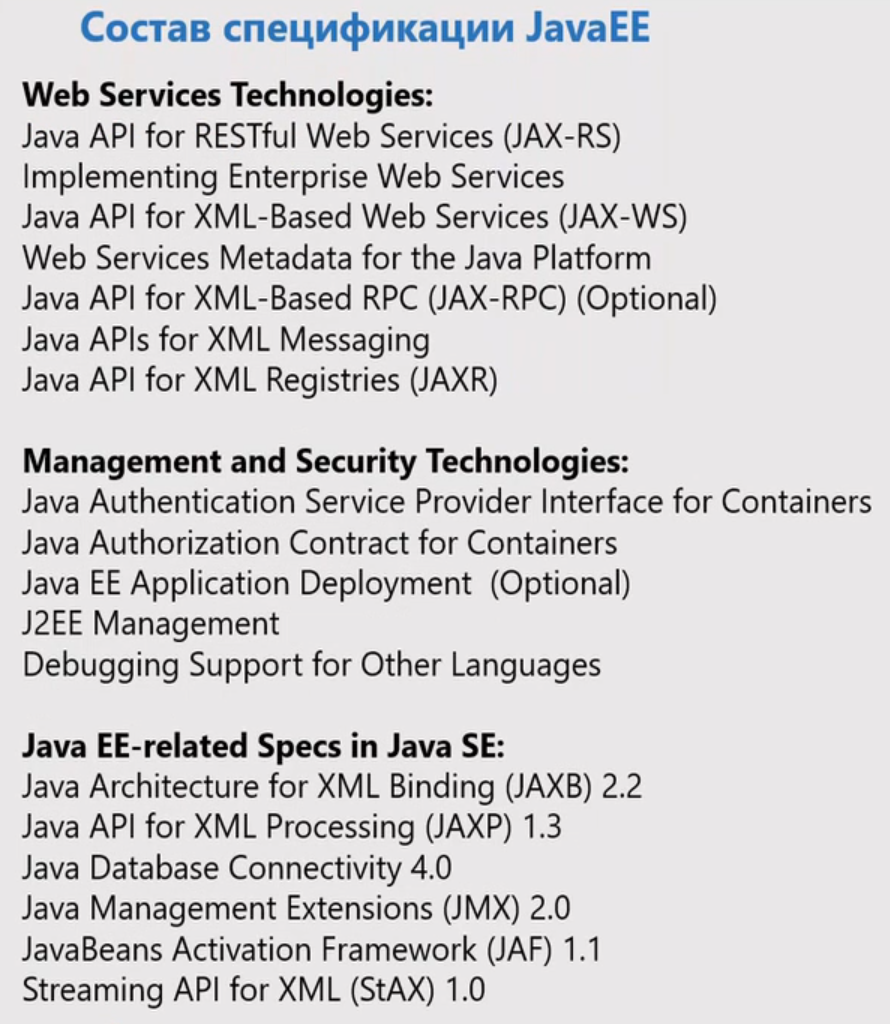 Состав спецификации JavaEE
Web Services Technologies:
Java API for RESTful Web Services (JAX-RS)
Implementing Enterprise Web Services
Java API for XML-Based Web Services (JAX-WS)
Web Services Metadata for the Java Platform
Java API for XML-Based RPC (JAX-RPC) (Optional)
Java APIs for XML Messaging
Java API for XML Registries (JAXR)
Management and Security Technologies:
Java Authentication Service Provider Interface for Containers
Java Authorization Contract for Containers
Java EE Application Deployment (Optional)
J2EE Management
Debugging Support for Other Languages
Java EE-related Specs in Java SE:
Java Architecture for XML Binding (JAXB) 2.2
Java API for XML Processing (JAXP) 1.3
Java Database Connectivity 4.0
Java Management Extensions (JMX) 2.0
JavaBeans Activation Framework (JAF) 1.1
Streaming API for XML (StAX) 1.0